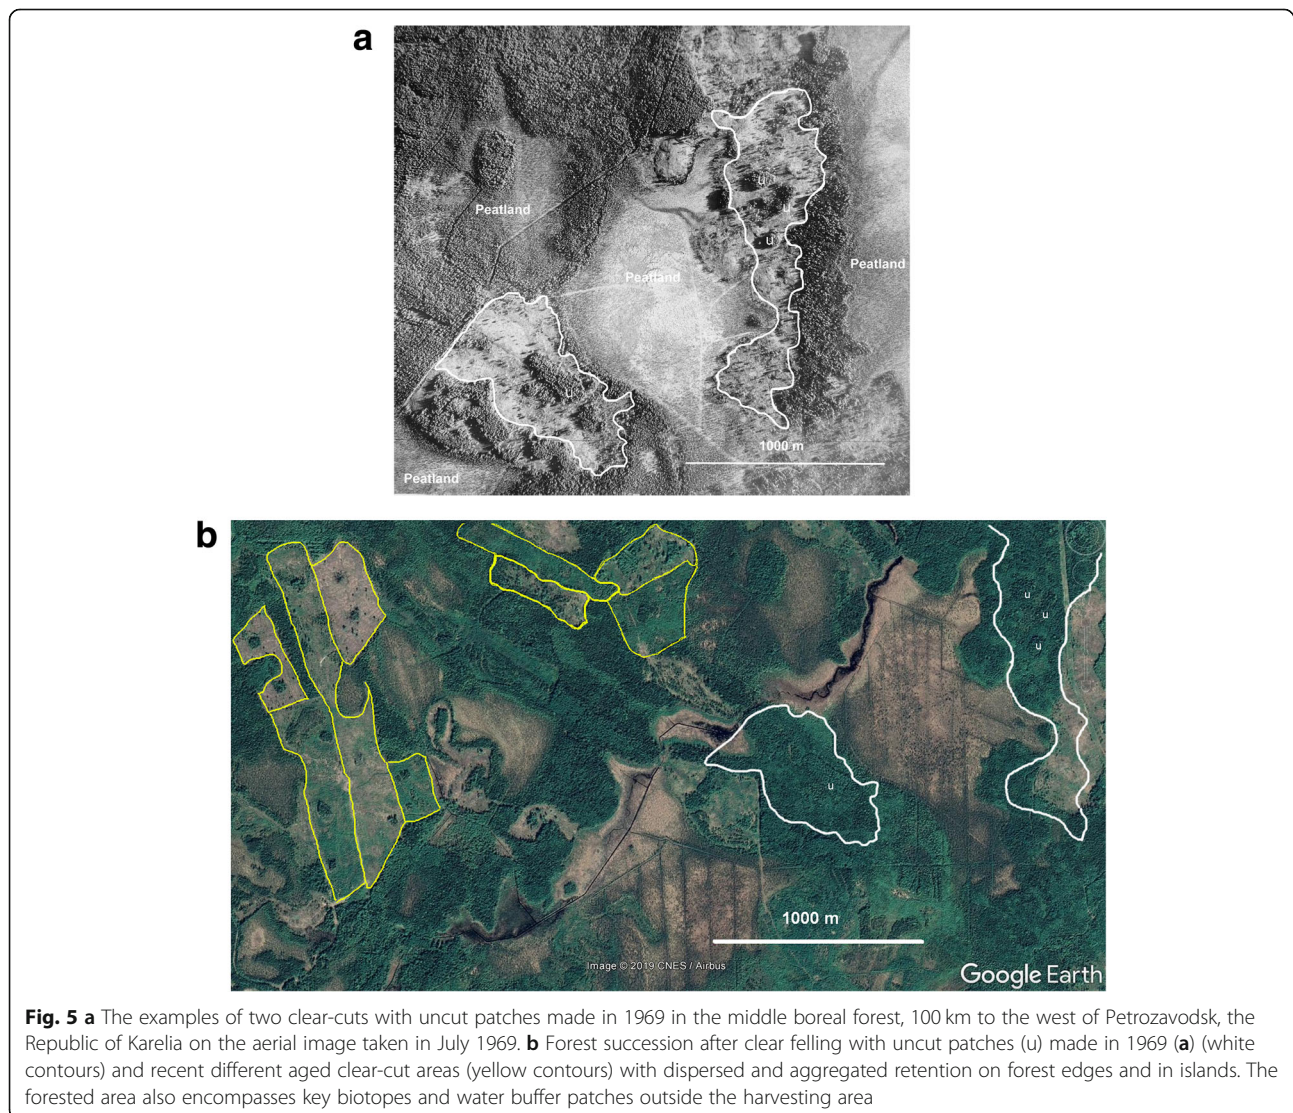 a
u
u
Peatland
u
Peatland
Peatland
u
1000 m
Peatland
b
u
u
u
u
1000 m
Image © 2019 CNES / Airbus
Google Earth
Fig. 5 a The examples of two clear-cuts with uncut patches made in 1969 in the middle boreal forest, 100 km to the west of Petrozavodsk, the
Republic of Karelia on the aerial image taken in July 1969. b Forest succession after clear felling with uncut patches (u) made in 1969 (a) (white
contours) and recent different aged clear-cut areas (yellow contours) with dispersed and aggregated retention on forest edges and in islands. The
forested area also encompasses key biotopes and water buffer patches outside the harvesting area